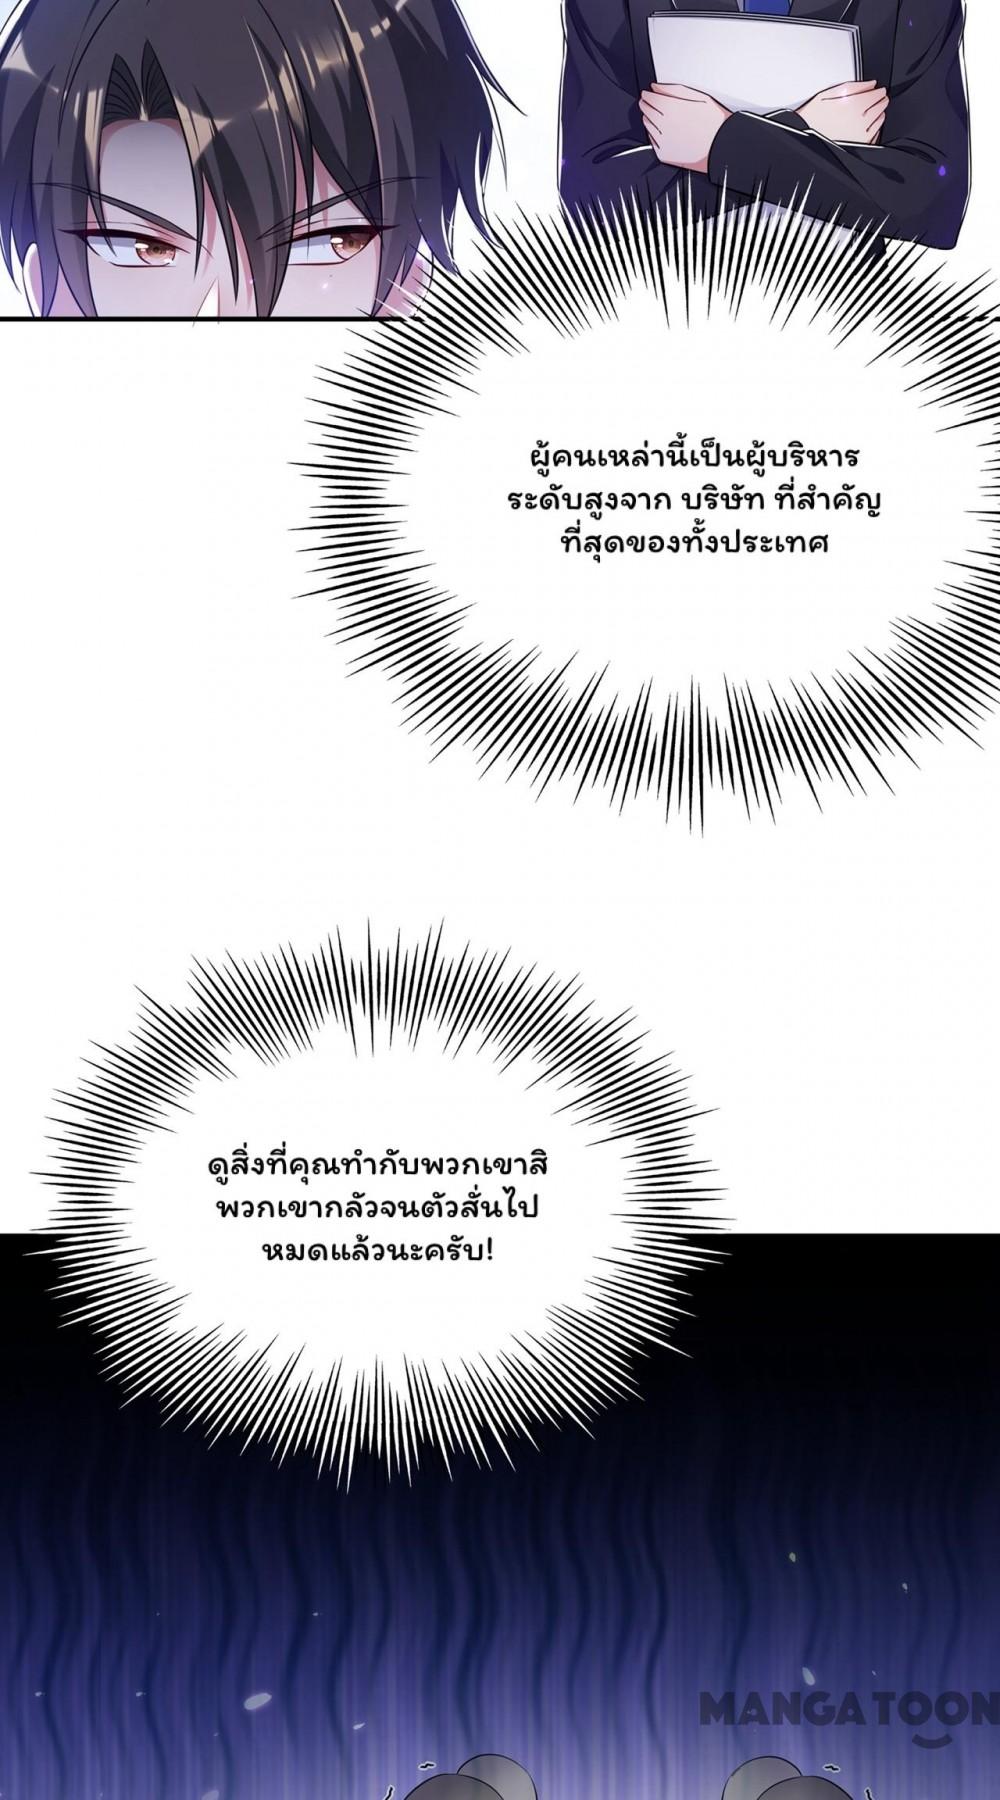 ผู้คนเหล่านี้เป็นผู้บริหาร
ระดับสูงจาก บริษัท ที่สำคัญ
ที่สุดของทั้งประเทศ
ดูสิ่งที่คุณทำกับพวกเขาสิ
พวกเขากลัวจนตัวสั่นไป
หมดแล้วนะครับ!
MANGATOON